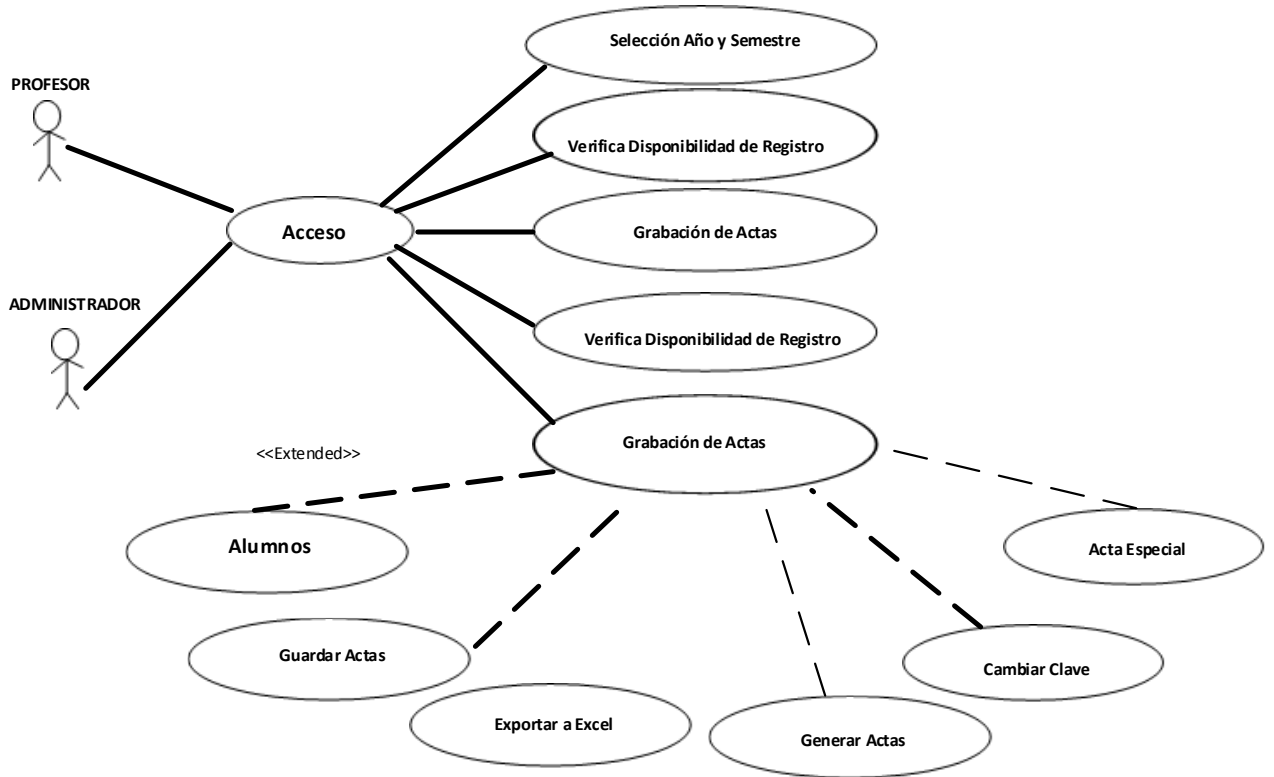 Selección Año y Semestre
PROFESOR
Verifica Disponibilidad de Registro
Acceso
Grabación de Actas
ADMINISTRADOR
Verifica Disponibilidad de Registro
Grabación de Actas
<<Extended>>
Alumnos
Acta Especial
Guardar Actas
Cambiar Clave
Exportar a Excel
Generar Actas